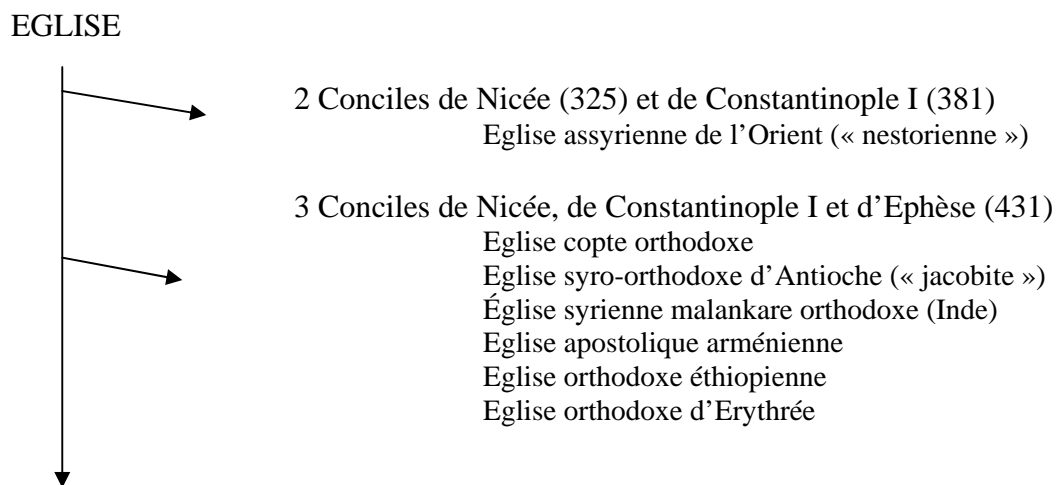 EGLISE
2 Conciles de Nicée (325) et de Constantinople I (381)
Eglise assyrienne de l’Orient (« nestorienne »)
3 Conciles de Nicée, de Constantinople I et d’Ephèse (431)
Eglise copte orthodoxe
Eglise syro-orthodoxe d’Antioche (« jacobite »)
Église syrienne malankare orthodoxe (Inde)
Eglise apostolique arménienne
Eglise orthodoxe éthiopienne
Eglise orthodoxe d’Erythrée